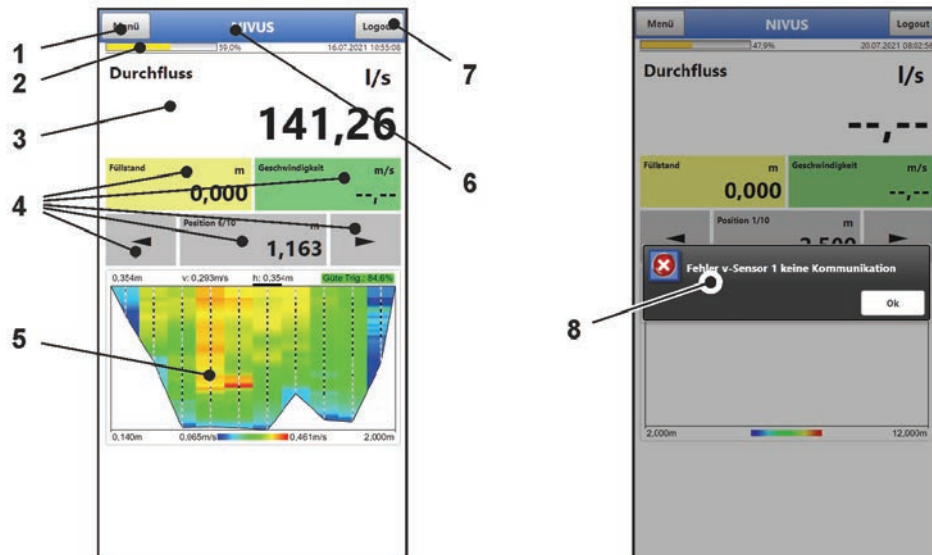 Menü NIVUS Logout
59,0% 16.07.2021 10:55:08
Durchfluss l/s
141,26
Füllstand m Geschwindigkeit m/s
0,000 --,--
Position 6/10 m
1,163
0,354m v: 0,293m/s h: 0,354m Güte Trig.: 84,6%
0,140m 0,065m/s 0,461m/s 2,000m
1
2
3
4
5
6
7
Menü NIVUS Logout
47,9% 20.07.2021 08:02:56
Durchfluss l/s
--,--
Füllstand m Geschwindigkeit m/s
0,000 --,--
Position 1/10 m
Fehler v-Sensor 1 keine Kommunikation
Ok
8
2,000m 12,000m